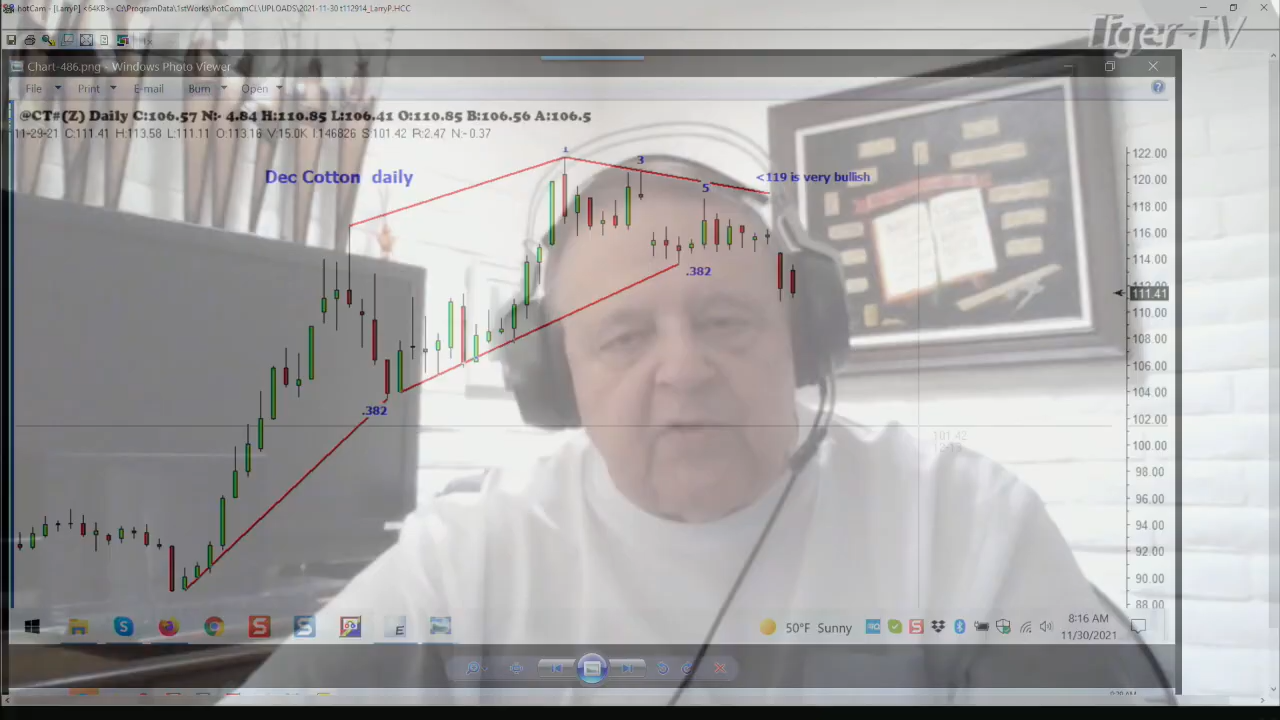 hotCam - [LarryP] <64KB> - C:\ProgramData\1stWorks\hotCommCL\UPLOADS\2021-11-30 t112914_LarryP.HCC
Tiger-TV
Chart-486.png - Windows Photo Viewer
File Print E-mail Burn Open
@CT#(Z) Daily C:106.57 N:- 4.84 H:110.85 L:106.41 O:110.85 B:106.56 A:106.5
11-29-21 C:111.41 H:113.58 L:111.11 O:113.16 V:15.0K I:146826 S:101.42 R:2.47 N:-0.37
1
3
5
Dec Cotton daily
<119 is very bullish
.382
.382
122.00
120.00
118.00
116.00
114.00
111.41
110.00
108.00
106.00
104.00
102.00
100.00
98.00
96.00
94.00
92.00
90.00
88.00
101.42
50°F Sunny
8:16 AM
11/30/2021